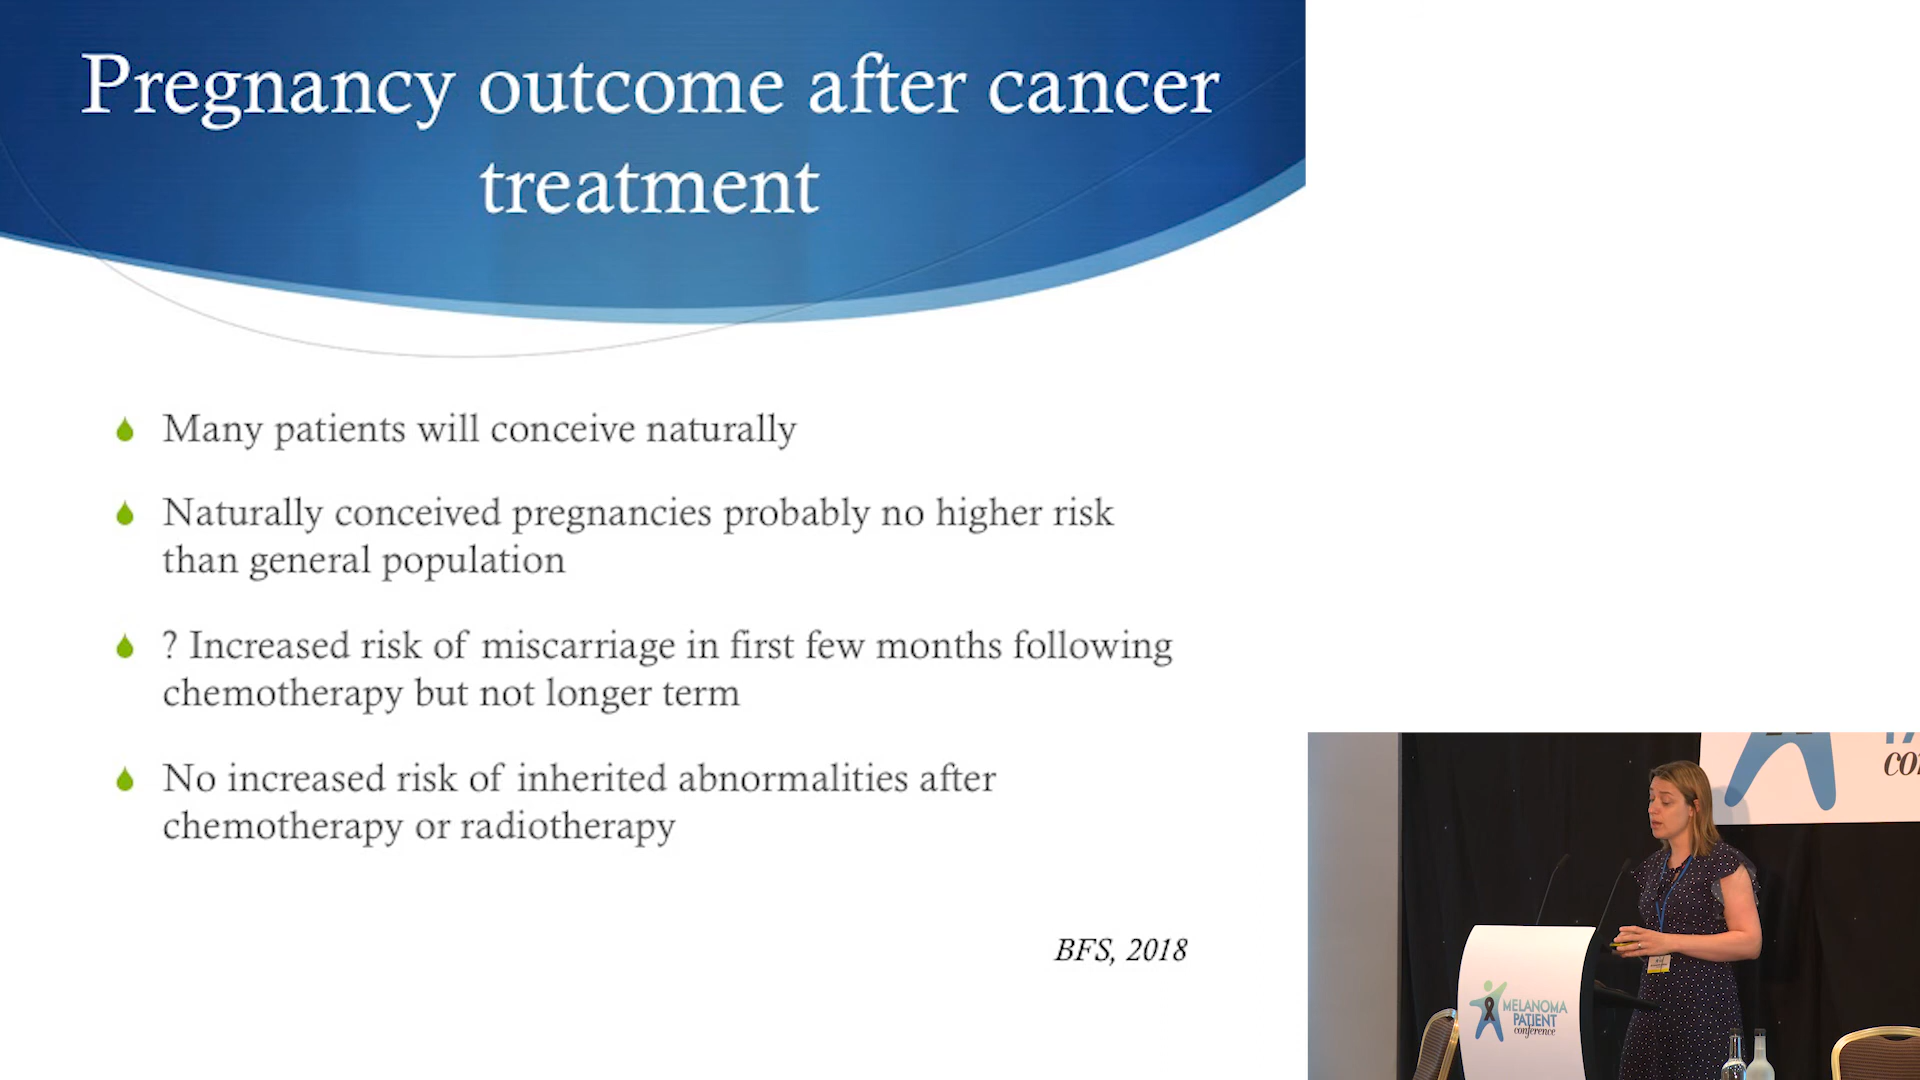 Pregnancy outcome after cancer
treatment
Many patients will conceive naturally
Naturally conceived pregnancies probably no higher risk
than general population
? Increased risk of miscarriage in first few months following
chemotherapy but not longer term
No increased risk of inherited abnormalities after
chemotherapy or radiotherapy
BFS, 2018
MELANOMA
PATIENT
conference